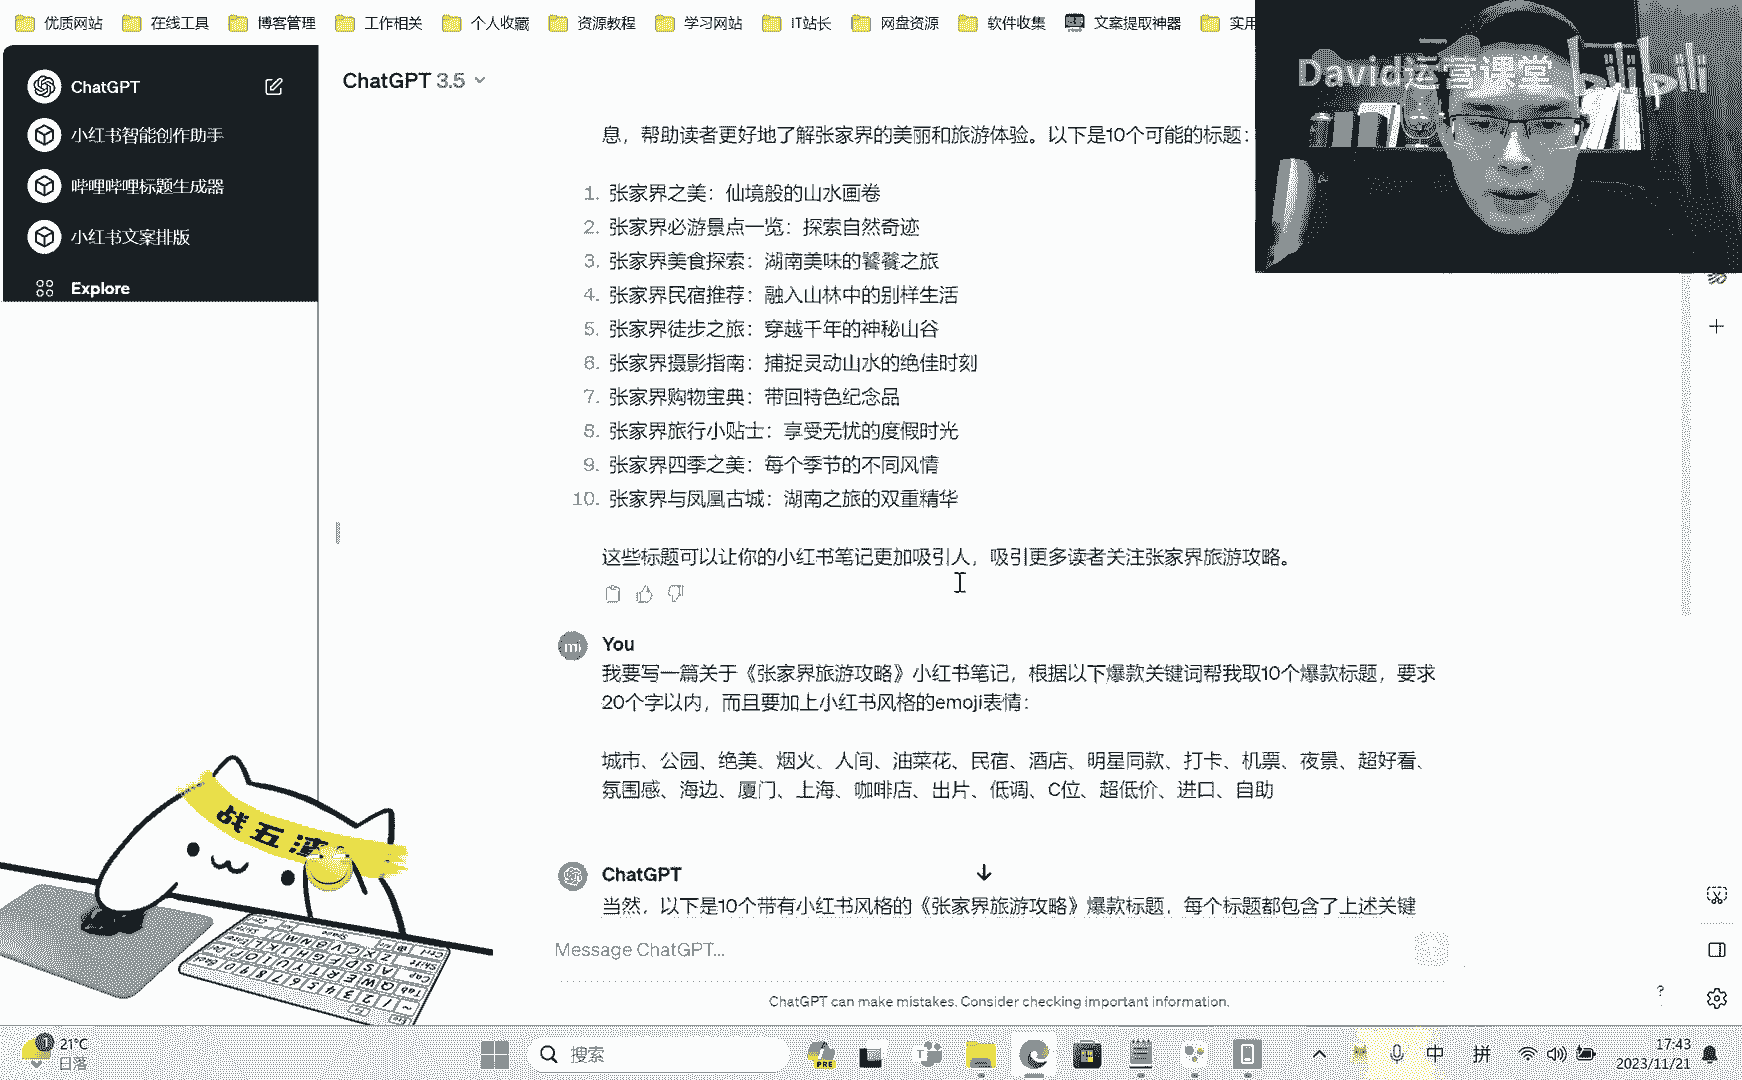 优质网站 在线工具 博客管理 工作相关 个人收藏 资源教程 学习网站 IT站长 网盘资源 软件收集 文案提取神器 实用
David运营课堂 bilibili
ChatGPT
小红书智能创作助手
哔哩哔哩标题生成器
小红书文案排版
Explore
ChatGPT 3.5
息，帮助读者更好地了解张家界的美丽和旅游体验。以下是10个可能的标题：
1. 张家界之美：仙境般的山水画卷
2. 张家界必游景点一览：探索自然奇迹
3. 张家界美食探索：湖南美味的饕餮之旅
4. 张家界民宿推荐：融入山林中的别样生活
5. 张家界徒步之旅：穿越千年的神秘山谷
6. 张家界摄影指南：捕捉灵动山水的绝佳时刻
7. 张家界购物宝典：带回特色纪念品
8. 张家界旅行小贴士：享受无忧的度假时光
9. 张家界四季之美：每个季节的不同风情
10. 张家界与凤凰古城：湖南之旅的双重精华
这些标题可以让你的小红书笔记更加吸引人，吸引更多读者关注张家界旅游攻略。
mi
You
我要写一篇关于《张家界旅游攻略》小红书笔记，根据以下爆款关键词帮我取10个爆款标题，要求
20个字以内，而且要加上小红书风格的emoji表情：
城市、公园、绝美、烟火、人间、油菜花、民宿、酒店、明星同款、打卡、机票、夜景、超好看、
氛围感、海边、厦门、上海、咖啡店、出片、低调、C位、超低价、进口、自助
ChatGPT
当然，以下是10个带有小红书风格的《张家界旅游攻略》爆款标题，每个标题都包含了上述关键
Message ChatGPT...
ChatGPT can make mistakes. Consider checking important information.
?
战五渣
1
21°C
日落
搜索
PRE
中
拼
17:43
2023/11/21